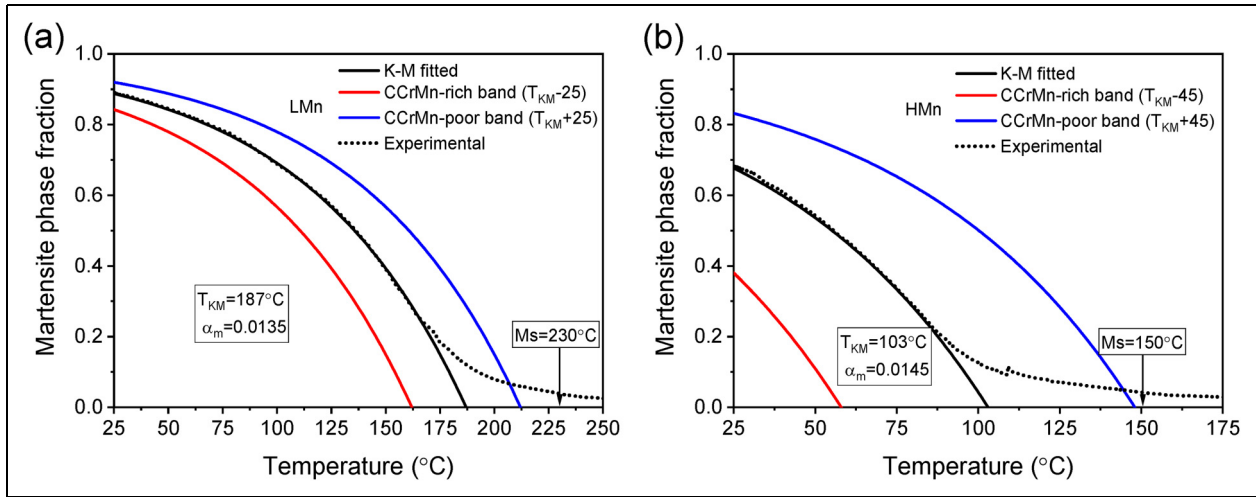 (a)
1.0
0.8
0.6
0.4
0.2
0.0
Martensite phase fraction
K-M fitted
LMn
CCrMn-rich band (T_KM-25)
CCrMn-poor band (T_KM+25)
Experimental
T_KM=187°C
α_m=0.0135
Ms=230°C
25 50 75 100 125 150 175 200 225 250
Temperature (°C)
(b)
1.0
0.8
0.6
0.4
0.2
0.0
Martensite phase fraction
K-M fitted
HMn
CCrMn-rich band (T_KM-45)
CCrMn-poor band (T_KM+45)
Experimental
T_KM=103°C
α_m=0.0145
Ms=150°C
25 50 75 100 125 150 175
Temperature (°C)